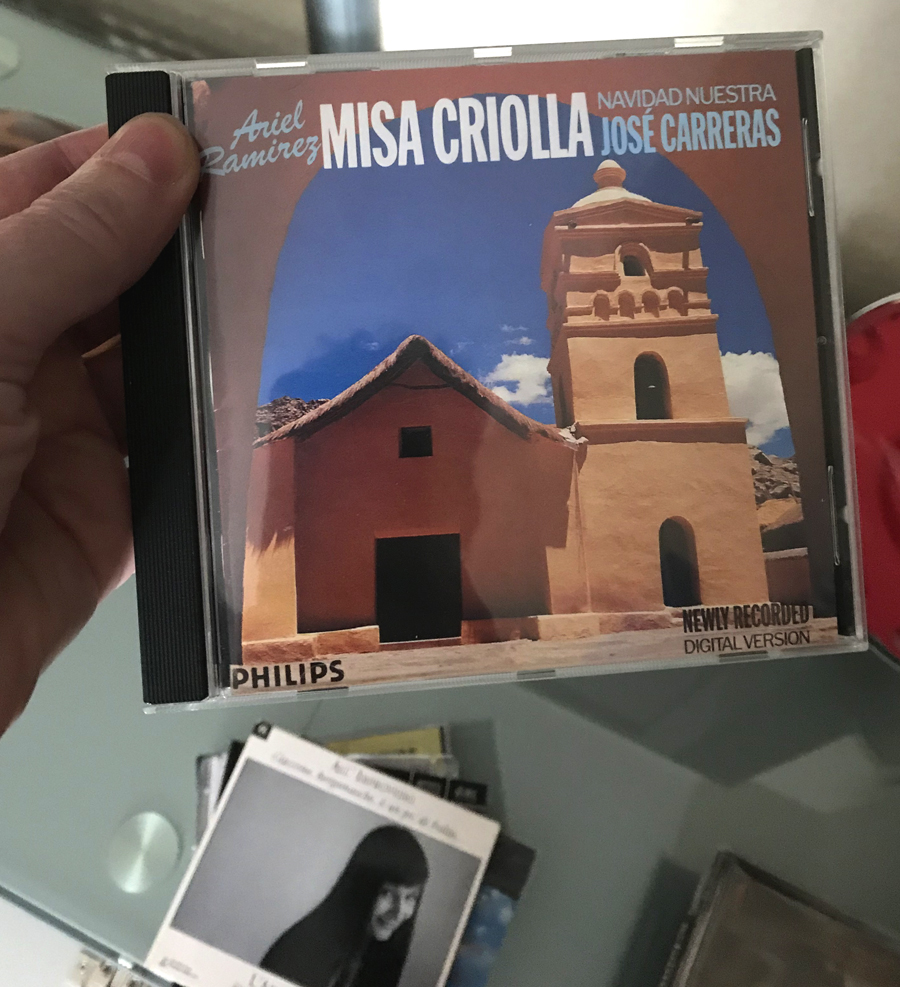 Ariel
Ramirez
MISA CRIOLLA
NAVIDAD NUESTRA
JOSÉ CARRERAS
NEWLY RECORDED
DIGITAL VERSION
PHILIPS